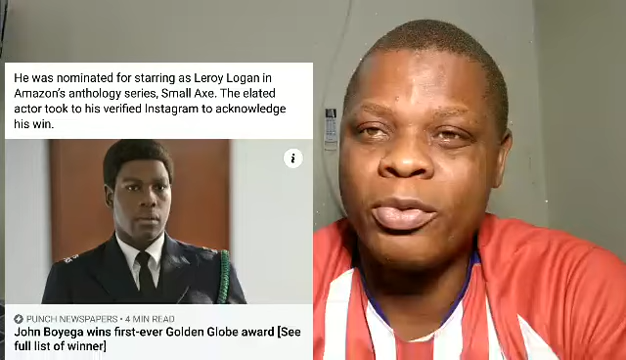 He was nominated for starring as Leroy Logan in
Amazon's anthology series, Small Axe. The elated
actor took to his verified Instagram to acknowledge
his win.
i
PUNCH NEWSPAPERS • 4 MIN READ
John Boyega wins first-ever Golden Globe award [See
full list of winner]